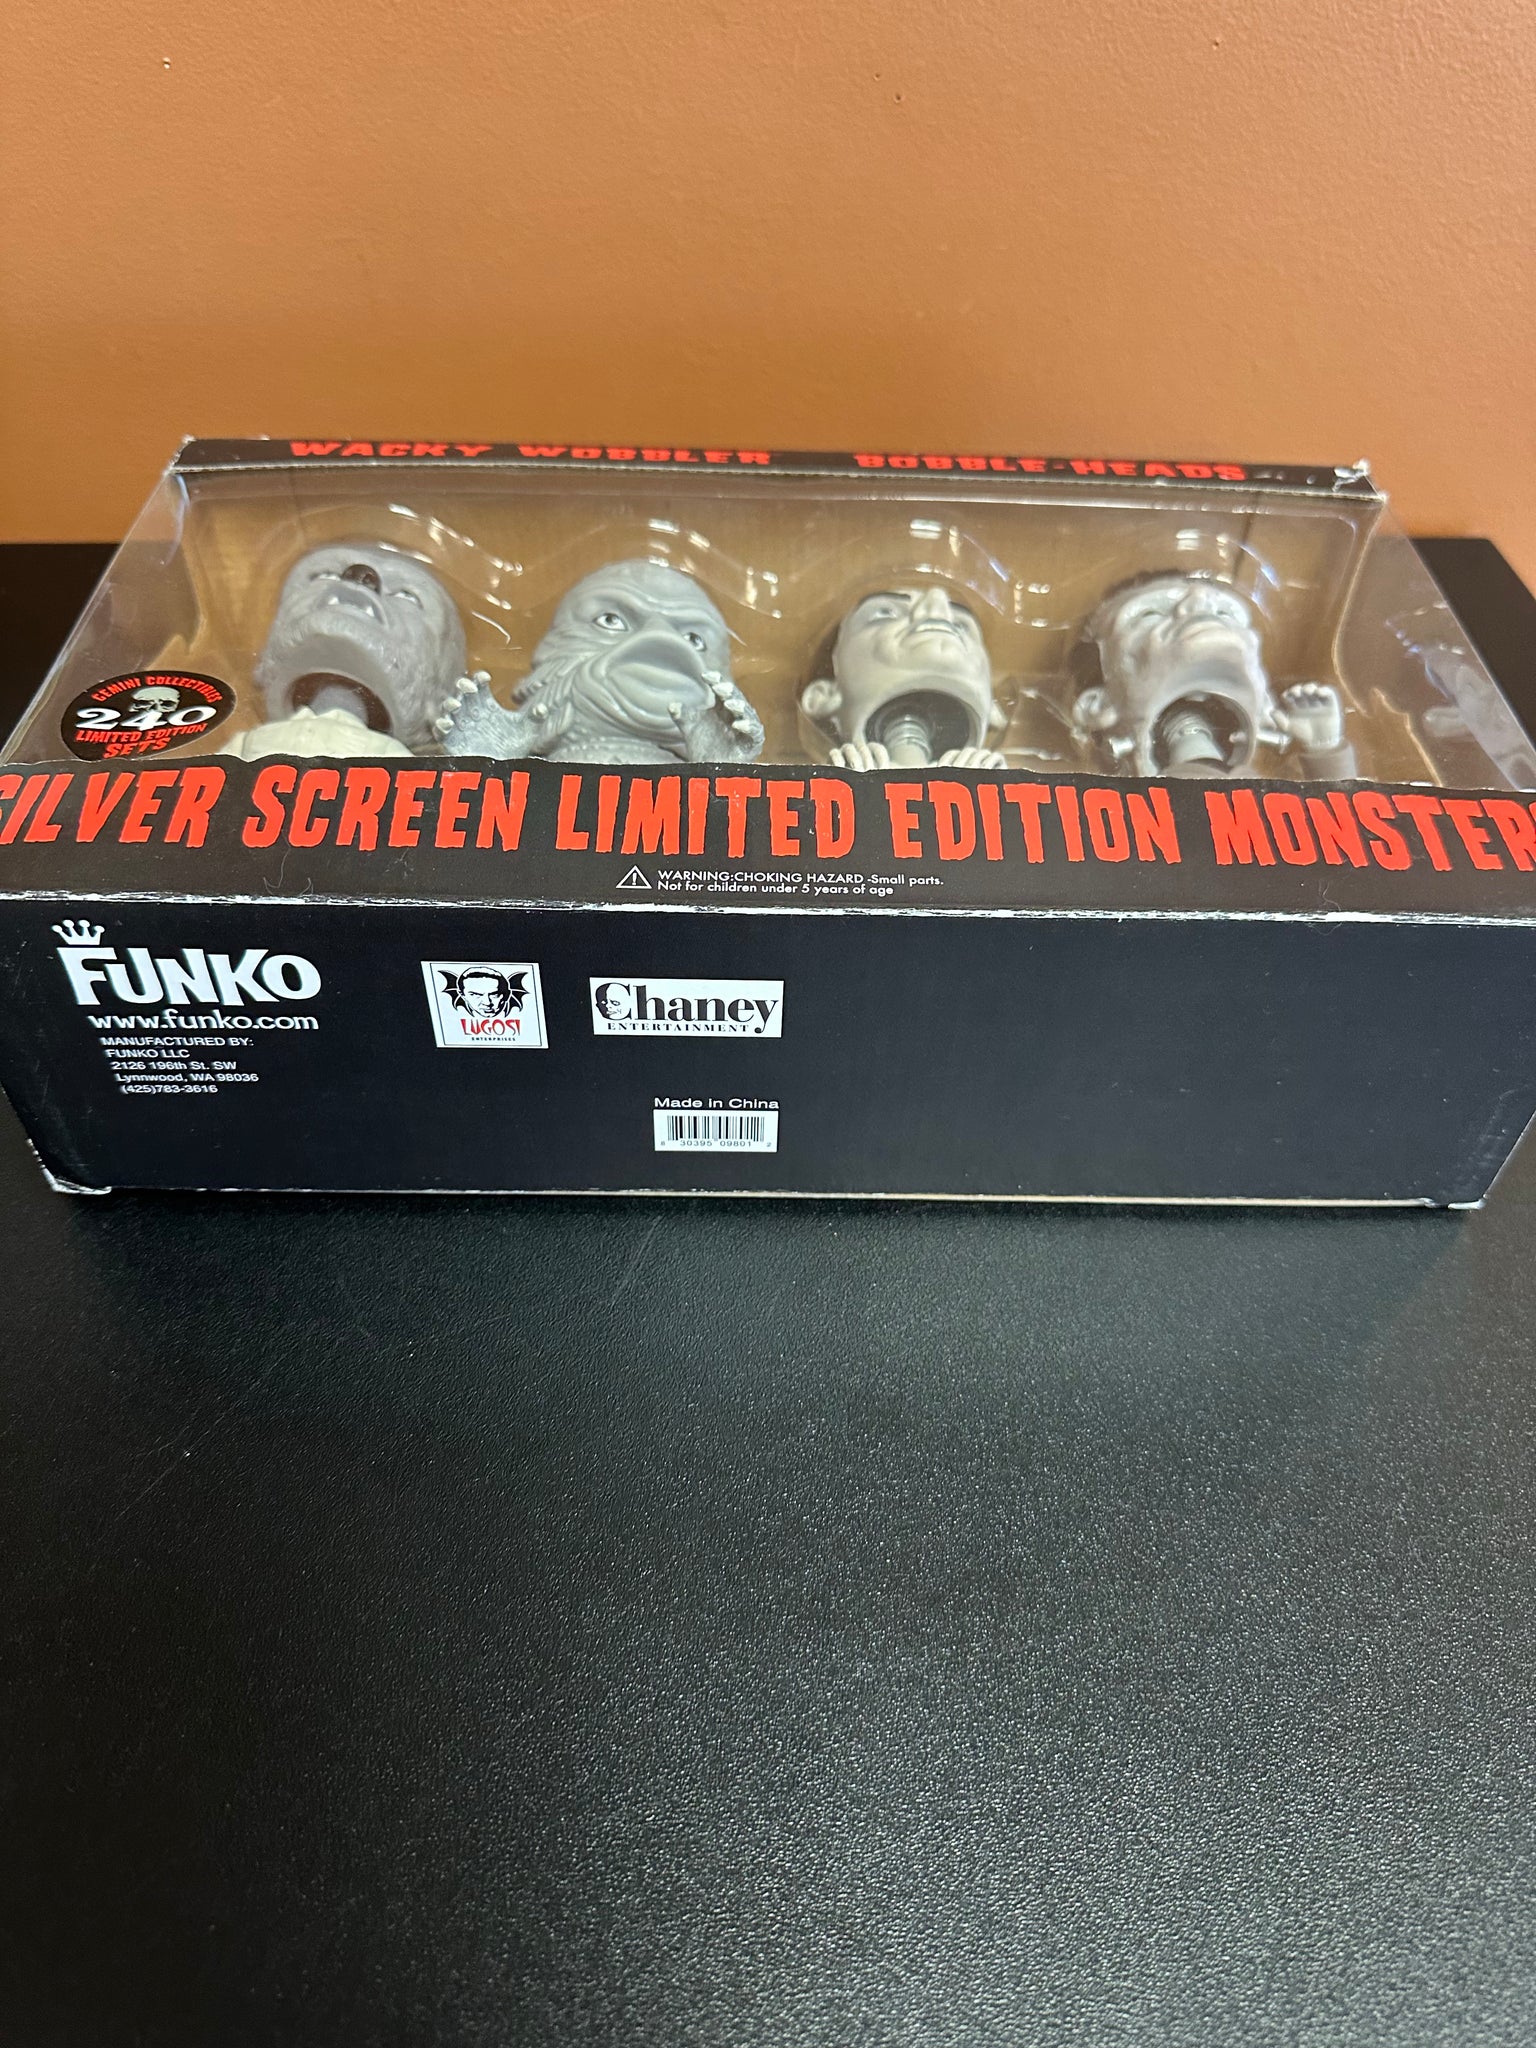 WACKY WOBBLER BOBBLE-HEADS
GEMINI COLLECTIBLES
240
LIMITED EDITION
SETS
SILVER SCREEN LIMITED EDITION MONSTERS
WARNING:CHOKING HAZARD -Small parts.
Not for children under 5 years of age
FUNKO
www.funko.com
MANUFACTURED BY:
FUNKO LLC
2126 196th St. SW
Lynnwood, WA 98036
(425)783-3616
LUGOSI
ENTERPRISES
Chaney
ENTERTAINMENT
Made in China
8 30395 09801 2